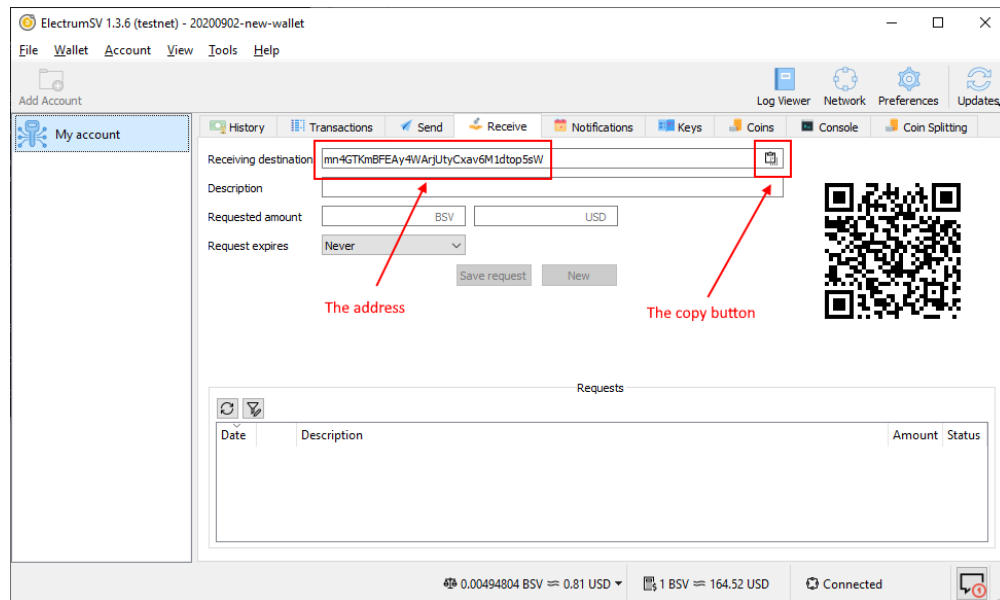 ElectrumSV 1.3.6 (testnet) - 20200902-new-wallet
File Wallet Account View Tools Help
Add Account
Log Viewer Network Preferences Updates
My account
History Transactions Send Receive Notifications Keys Coins Console Coin Splitting
Receiving destination mn4GTKmBFEAy4WArjUtyCxav6M1dtop5sW
Description
Requested amount BSV USD
Request expires Never
Save request New
The address
The copy button
Requests
Date Description Amount Status
0.00494804 BSV ≈ 0.81 USD 1 BSV ≈ 164.52 USD Connected
1